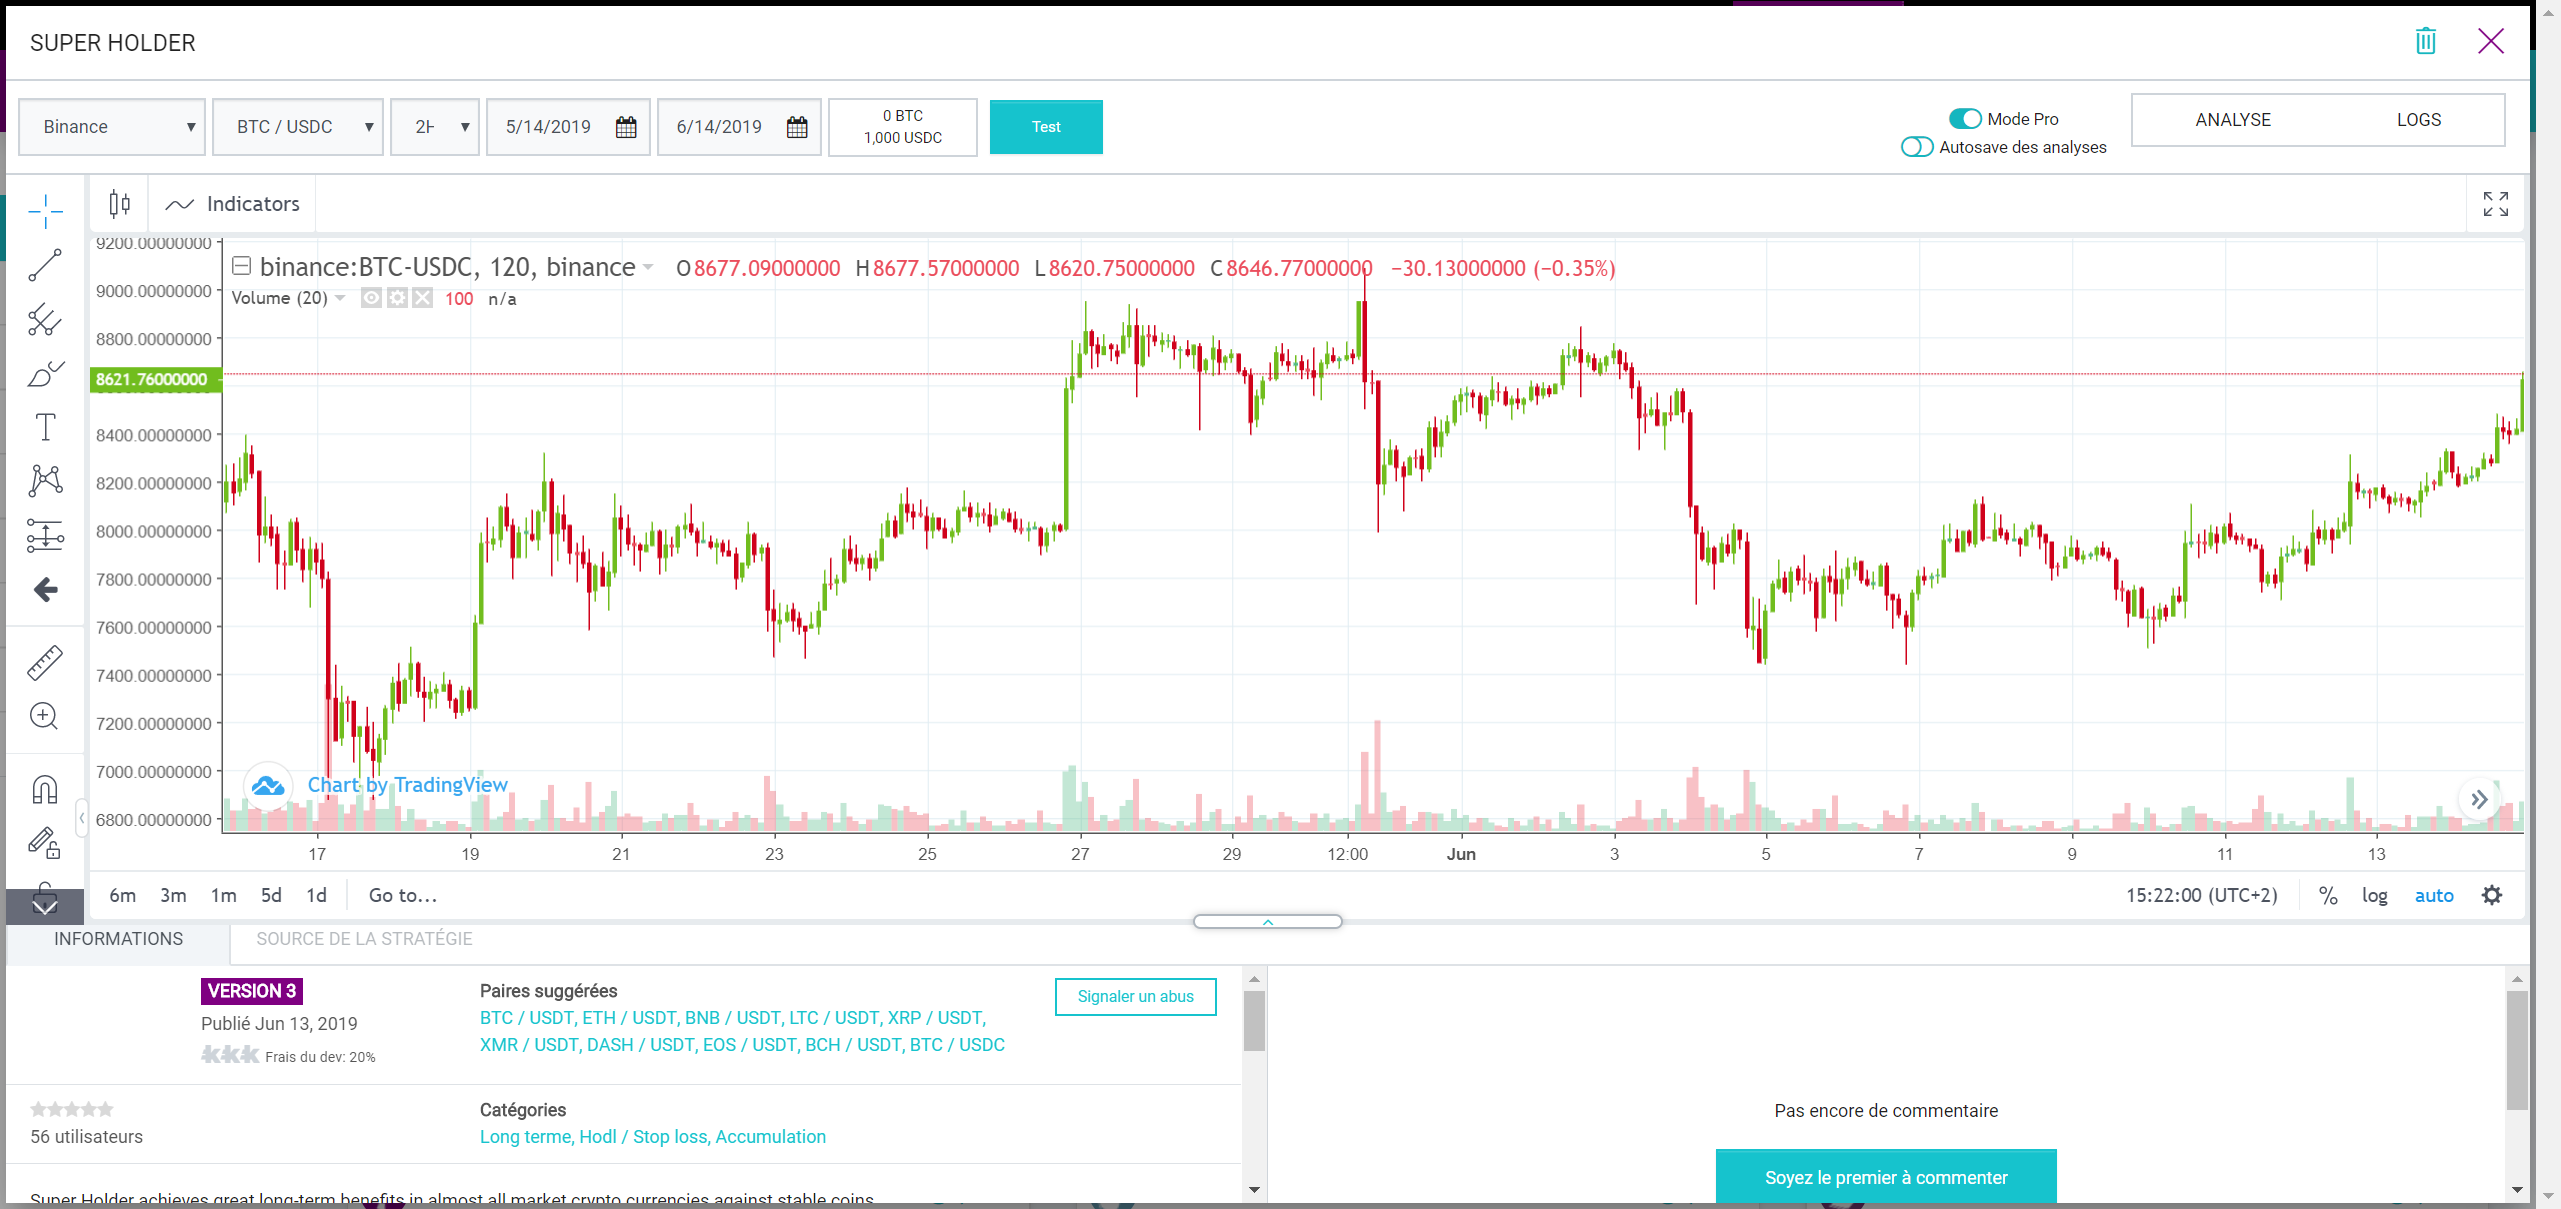 SUPER HOLDER
Binance
BTC / USDC
2H
5/14/2019
6/14/2019
0 BTC
1,000 USDC
Test
Mode Pro
Autosave des analyses
ANALYSE
LOGS
Indicators
binance:BTC-USDC, 120, binance O8677.09000000 H8677.57000000 L8620.75000000 C8646.77000000 −30.13000000 (−0.35%)
Volume (20) 100 n/a
9200.00000000
9000.00000000
8800.00000000
8621.76000000
8400.00000000
8200.00000000
8000.00000000
7800.00000000
7600.00000000
7400.00000000
7200.00000000
7000.00000000
6800.00000000
Chart by TradingView
17 19 21 23 25 27 29 12:00 Jun 3 5 7 9 11 13
6m 3m 1m 5d 1d Go to...
15:22:00 (UTC+2) % log auto
INFORMATIONS
SOURCE DE LA STRATÉGIE
VERSION 3
Publié Jun 13, 2019
Frais du dev: 20%
Paires suggérées
BTC / USDT, ETH / USDT, BNB / USDT, LTC / USDT, XRP / USDT,
XMR / USDT, DASH / USDT, EOS / USDT, BCH / USDT, BTC / USDC
Signaler un abus
56 utilisateurs
Catégories
Long terme, Hodl / Stop loss, Accumulation
Super Holder achieves great long-term benefits in almost all market crypto currencies against stable coins
Pas encore de commentaire
Soyez le premier à commenter